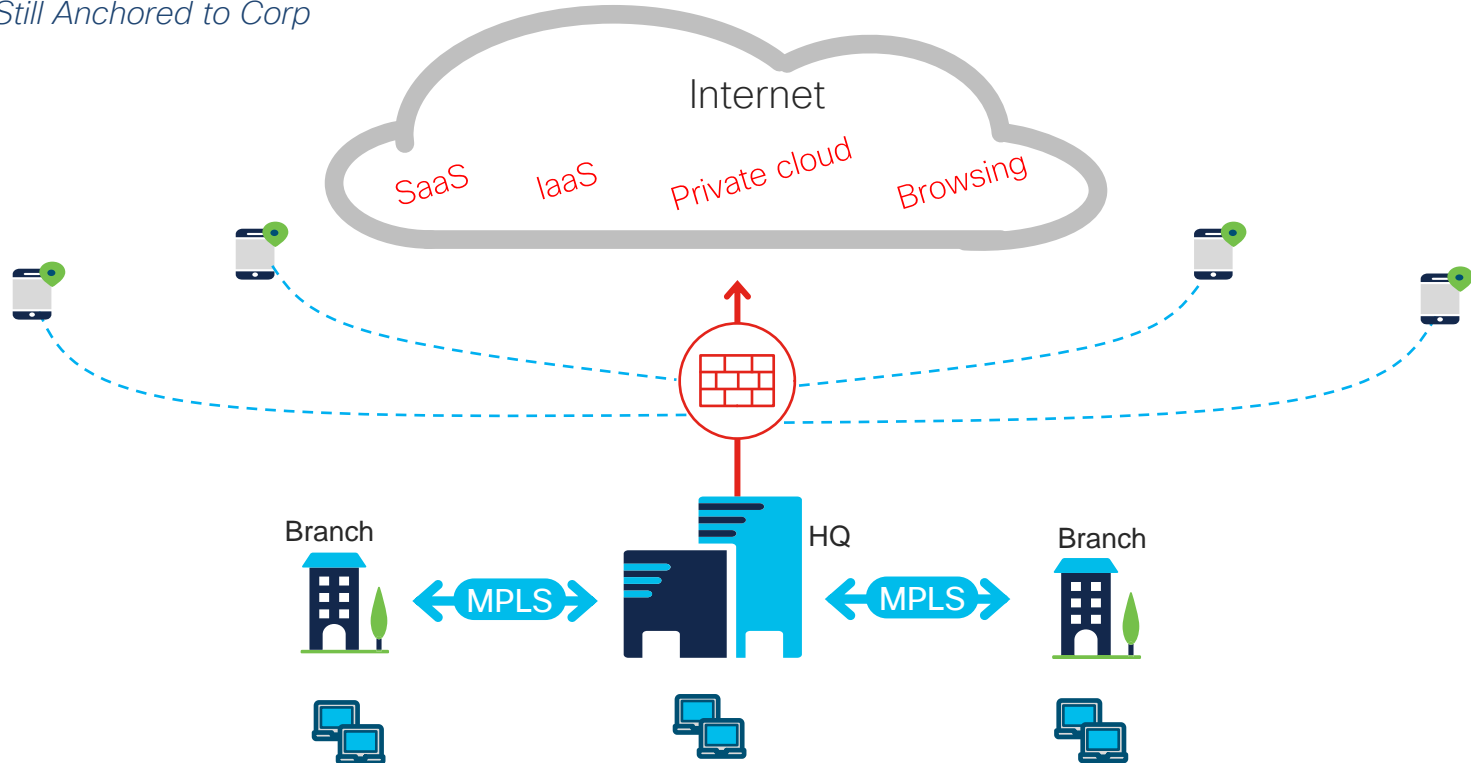 Still Anchored to Corp
Internet
SaaS
IaaS
Private cloud
Browsing
Branch
HQ
Branch
MPLS
MPLS